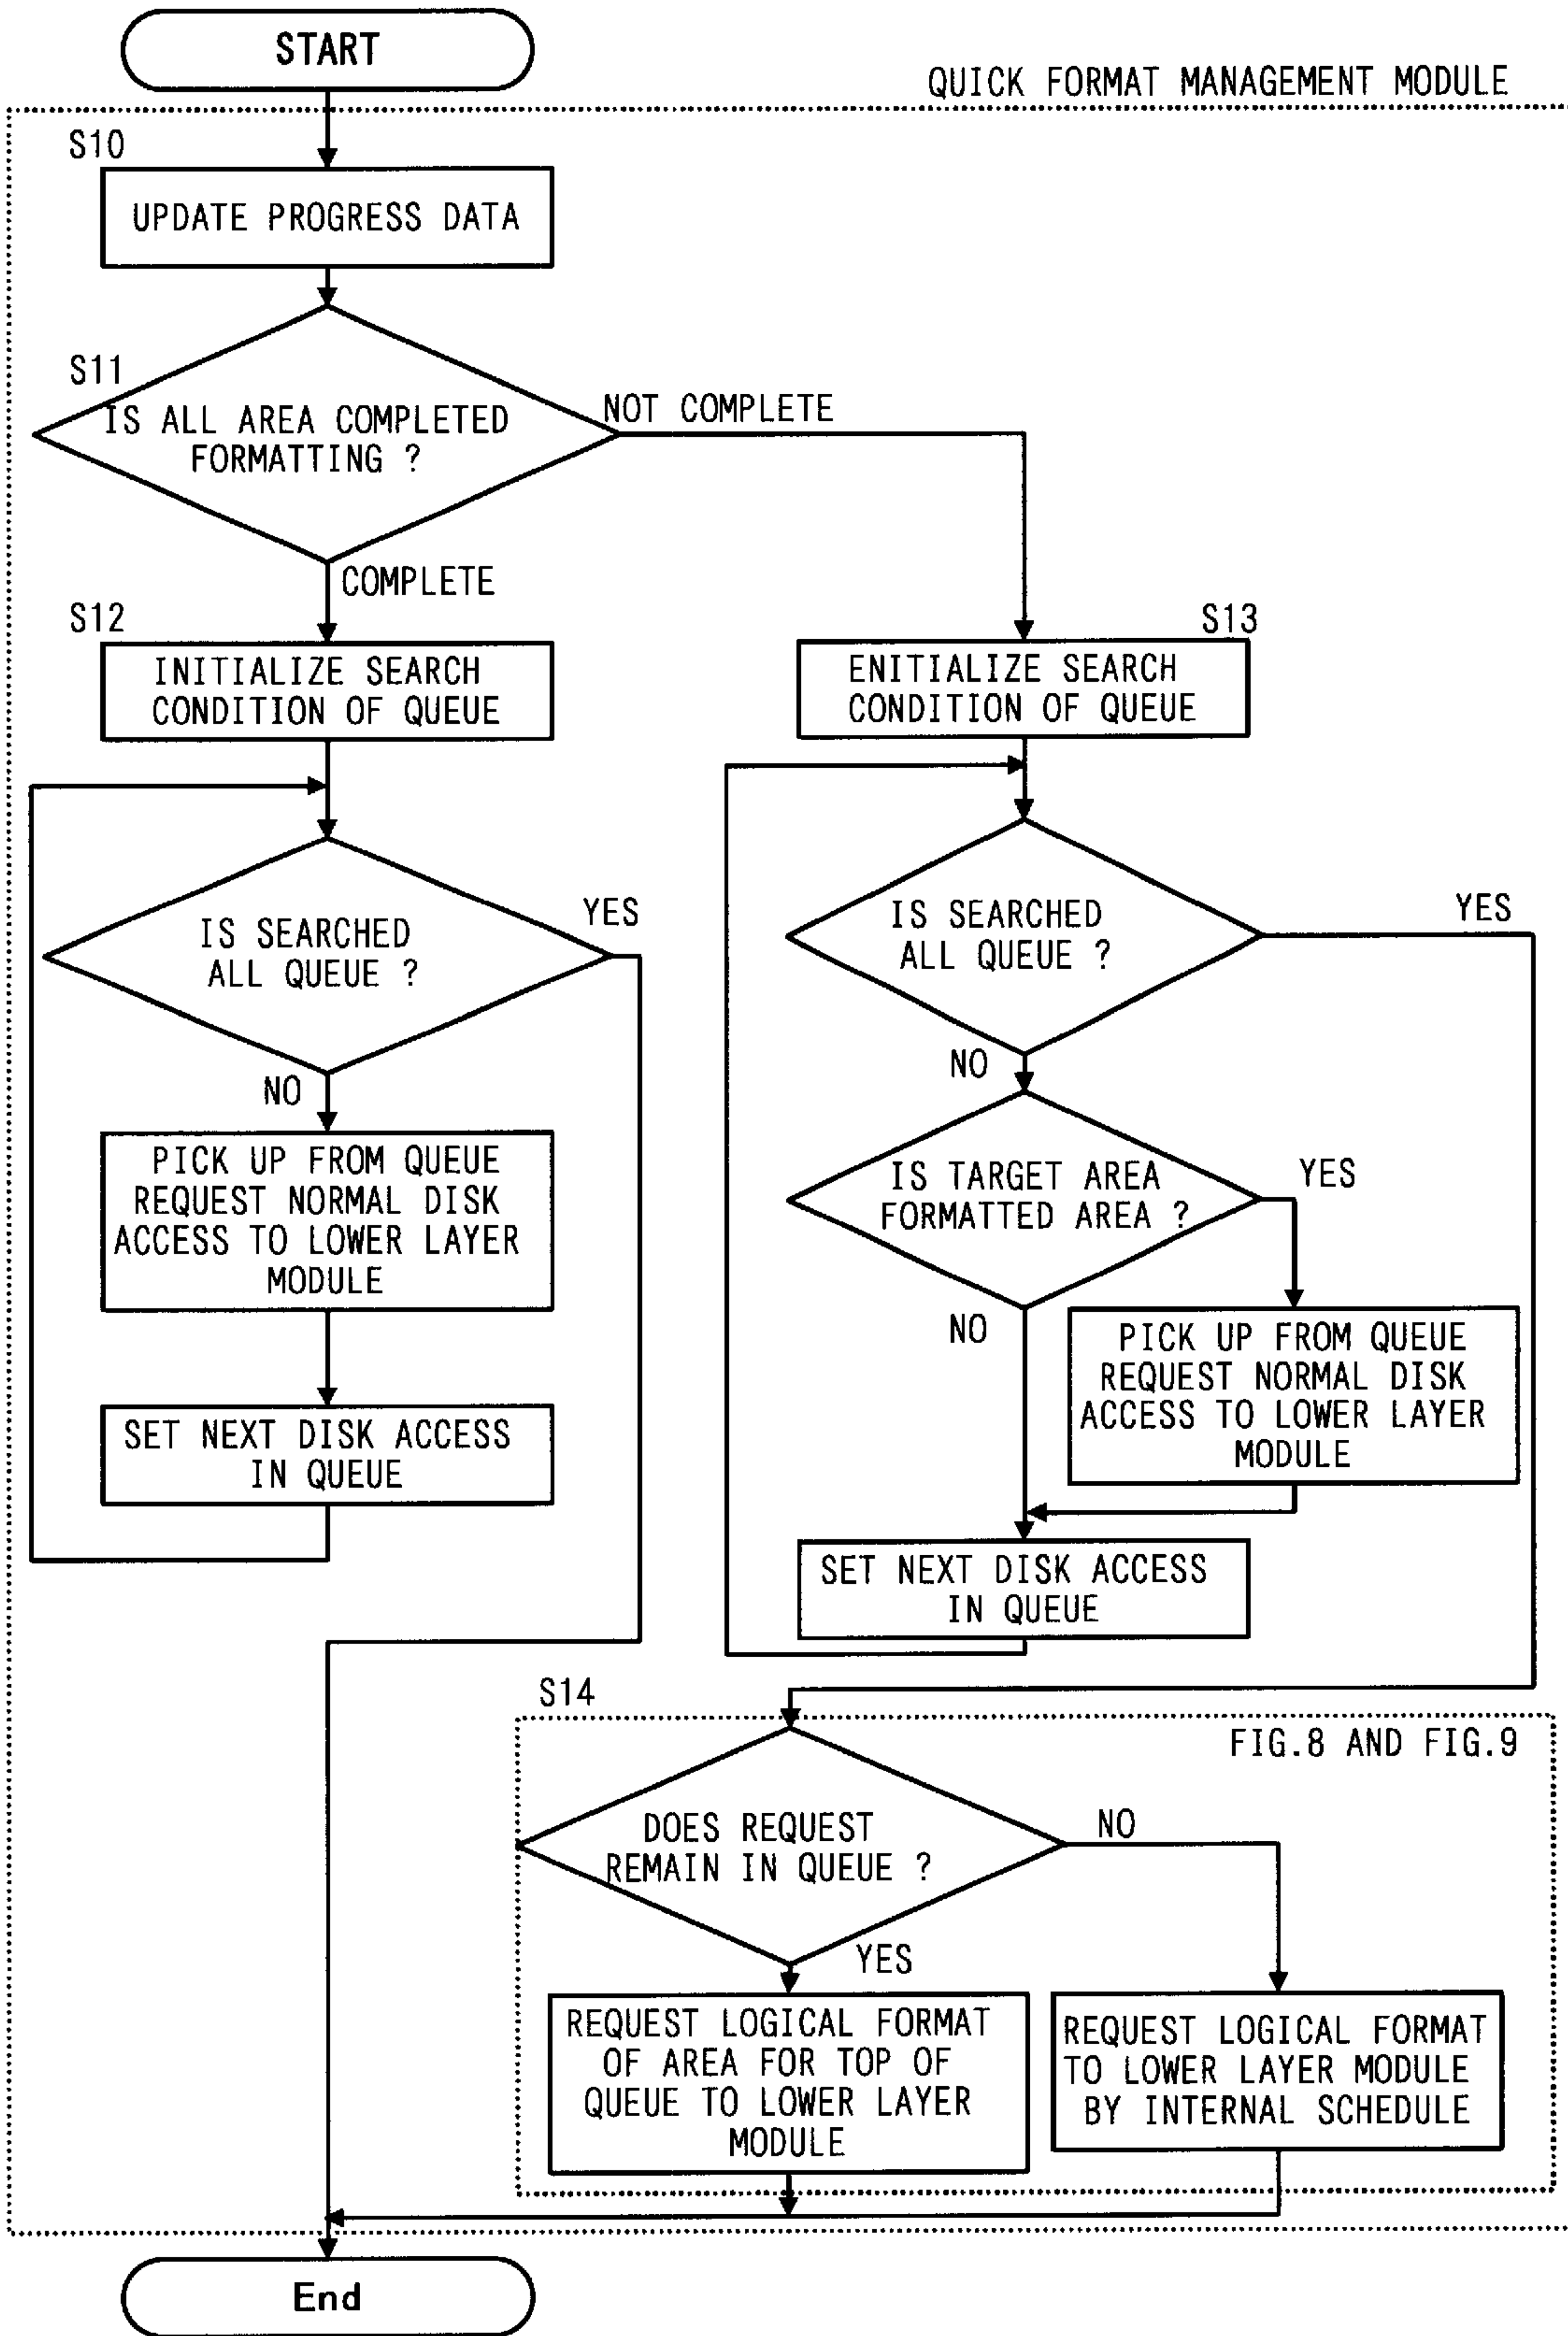 START
QUICK FORMAT MANAGEMENT MODULE
S10
UPDATE PROGRESS DATA
S11
IS ALL AREA COMPLETED
FORMATTING ?
NOT COMPLETE
COMPLETE
S12
INITIALIZE SEARCH
CONDITION OF QUEUE
IS SEARCHED
ALL QUEUE ?
YES
NO
PICK UP FROM QUEUE
REQUEST NORMAL DISK
ACCESS TO LOWER LAYER
MODULE
SET NEXT DISK ACCESS
IN QUEUE
S13
ENITIALIZE SEARCH
CONDITION OF QUEUE
IS SEARCHED
ALL QUEUE ?
YES
NO
IS TARGET AREA
FORMATTED AREA ?
YES
NO
PICK UP FROM QUEUE
REQUEST NORMAL DISK
ACCESS TO LOWER LAYER
MODULE
SET NEXT DISK ACCESS
IN QUEUE
S14
FIG.8 AND FIG.9
DOES REQUEST
REMAIN IN QUEUE ?
NO
YES
REQUEST LOGICAL FORMAT
OF AREA FOR TOP OF
QUEUE TO LOWER LAYER
MODULE
REQUEST LOGICAL FORMAT
TO LOWER LAYER MODULE
BY INTERNAL SCHEDULE
End